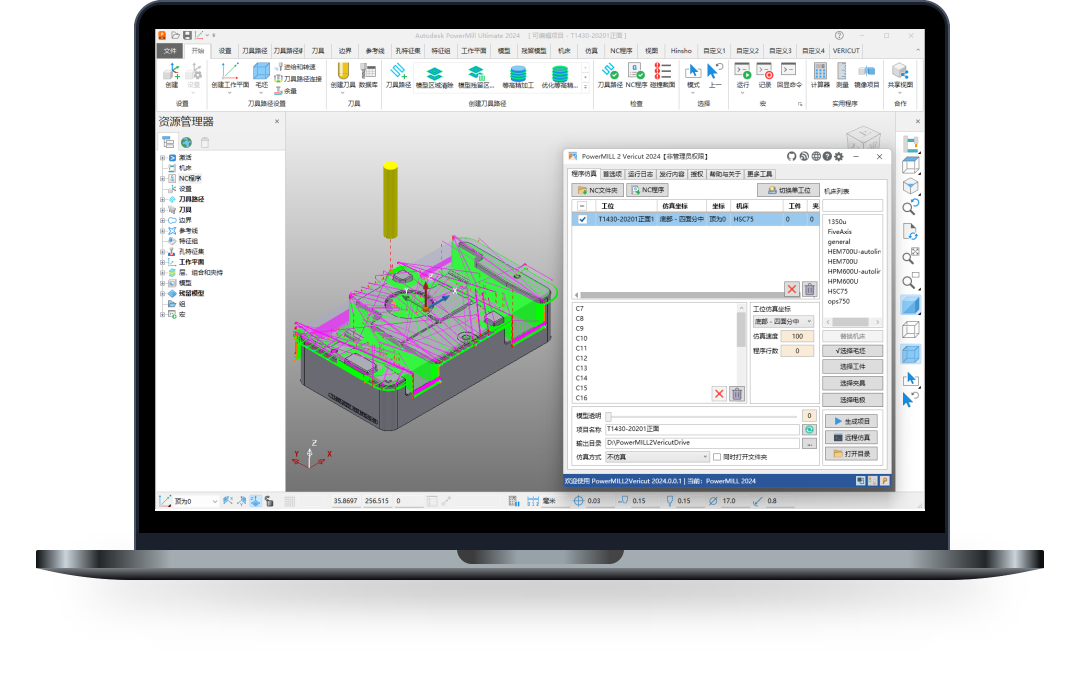 Autodesk PowerMill Ultimate 2024 [ 可编辑项目 - T1430-20201正面 ]
文件 开始 设置 刀具路径 刀具路径编 刀具 边界 参考线 孔特征集 特征组 工作平面 模型 残留模型 机床 仿真 NC程序 视图 Hinsho 自定义1 自定义2 自定义3 自定义4 VERICUT
进给和转速
刀具路径连接
余量
创建 设置 创建工作平面 毛坯 创建刀具 数据库 刀具路径 模型区域清除 模型残留区... 等高精加工 优化等高精... 刀具路径 NC程序 碰撞截面 模式 上一 运行 记录 回显命令 计算器 测量 镜像项目 共享视图
设置 刀具路径设置 刀具 创建刀具路径 检查 选择 宏 实用程序 合作
资源管理器
激活
机床
NC程序
设置
刀具路径
刀具
边界
参考线
特征组
孔特征集
工作平面
层、组合和夹持
模型
残留模型
组
宏
Z
Y
X
PowerMILL 2 Vericut 2024【非管理员权限】
程序仿真 首选项 运行日志 发行内容 授权 帮助与关于 更多工具
NC文件夹 NC程序 切换单工位 机床列表
工位 仿真坐标 坐标 机床 工件 夹
T1430-20201正面1 底部 - 四面分中 顶为0 HSC75 0 0
1350u
FiveAxis
general
HEM700U-autolin
HEM700U
HPM600U-autolin
HPM600U
HSC75
ops750
C7
C8
C9
C10
C11
C12
C13
C14
C15
C16
工位仿真坐标
底部 - 四面分中
仿真速度 100
程序行数 0
替换机床
√选择毛坯
选择工件
选择夹具
选择电极
模型透明 0
项目名称 T1430-20201正面
输出目录 D:\PowerMILL2VericutDrive ...
仿真方式 不仿真 同时打开文件夹
生成项目
远程仿真
打开目录
欢迎使用 PowerMILL2Vericut 2024.0.0.1 | 当前：PowerMILL 2024
顶为0 35.8697 256.515 0 毫米 0.03 0.15 0.15 17.0 0.8